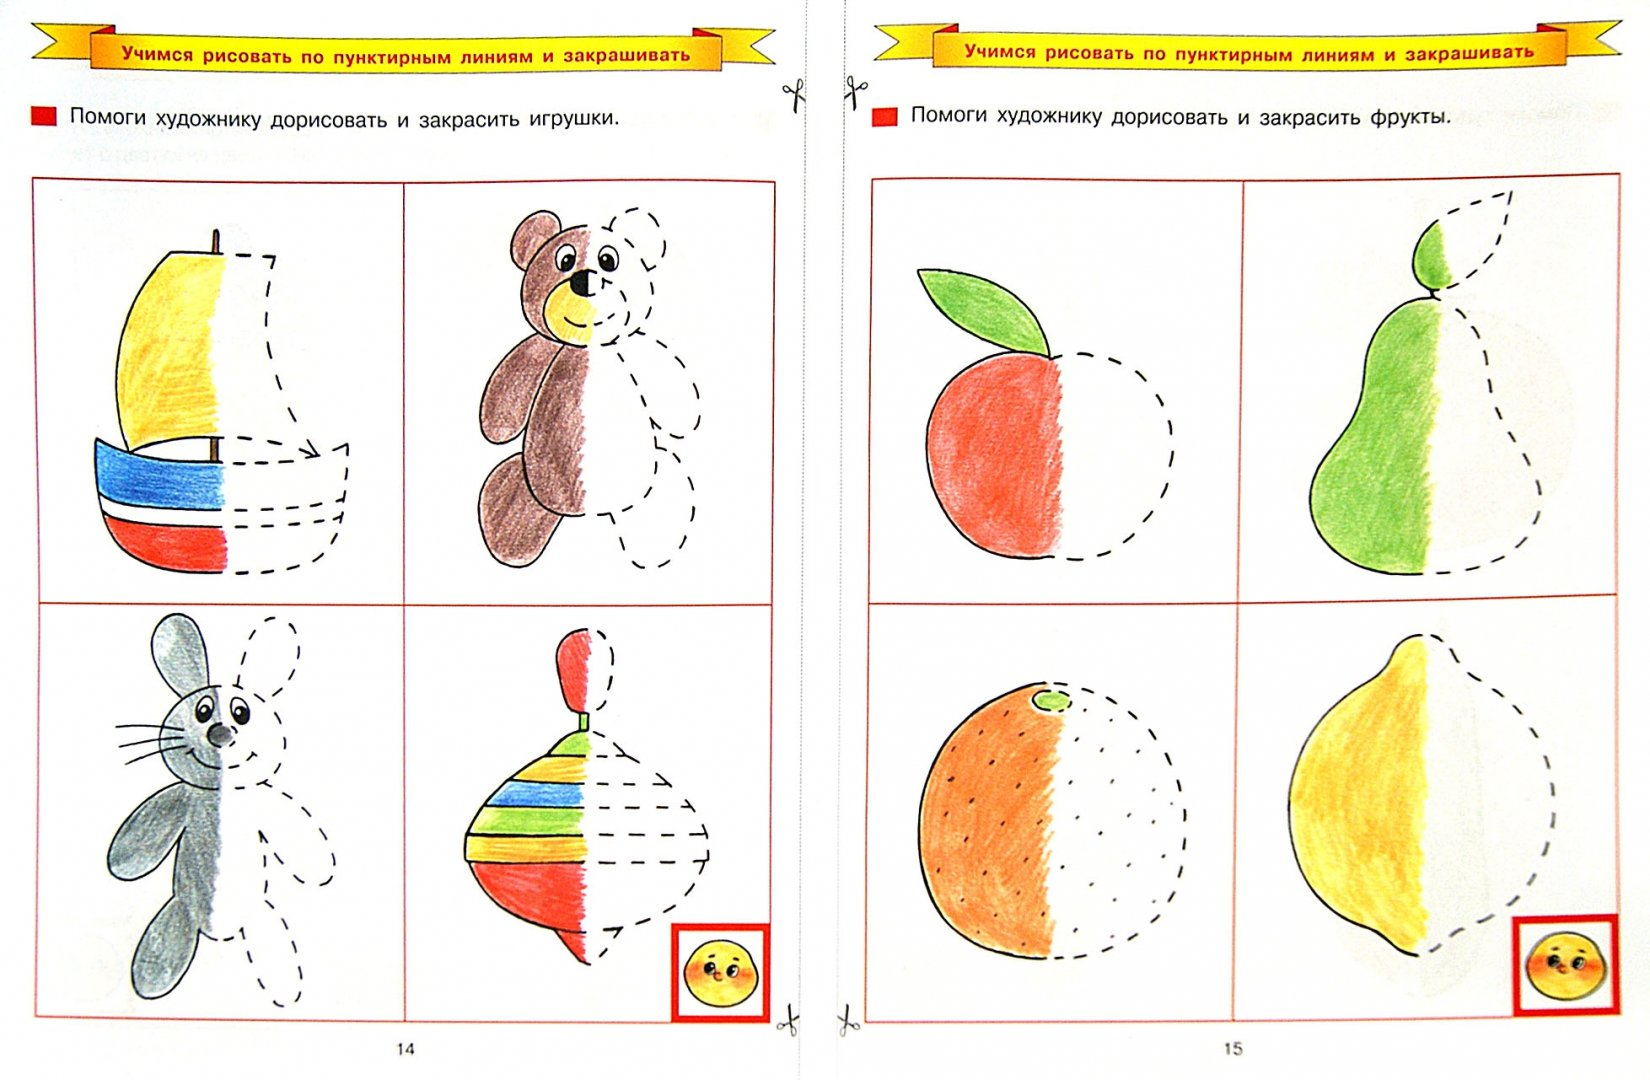 Учимся рисовать по пунктирным линиям и закрашивать
Помоги художнику дорисовать и закрасить игрушки.
14
Учимся рисовать по пунктирным линиям и закрашивать
Помоги художнику дорисовать и закрасить фрукты.
15